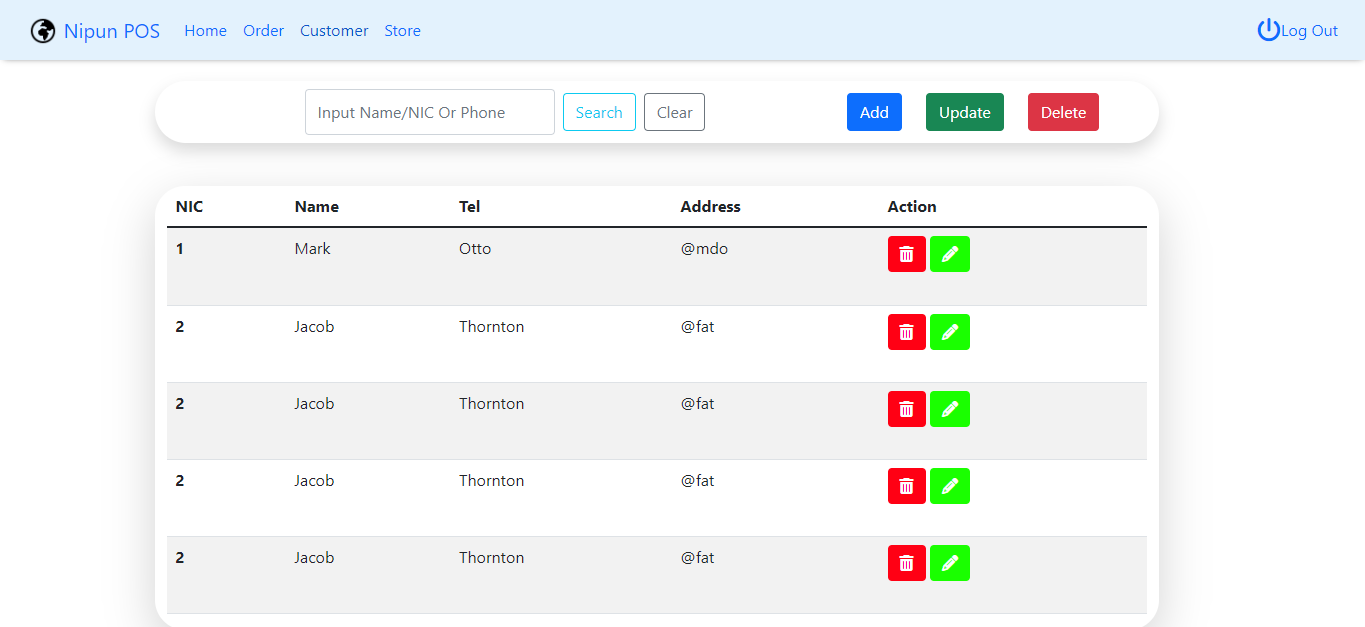 Nipun POS Home Order Customer Store Log Out
Input Name/NIC Or Phone Search Clear Add Update Delete
NIC Name Tel Address Action
1 Mark Otto @mdo
2 Jacob Thornton @fat
2 Jacob Thornton @fat
2 Jacob Thornton @fat
2 Jacob Thornton @fat